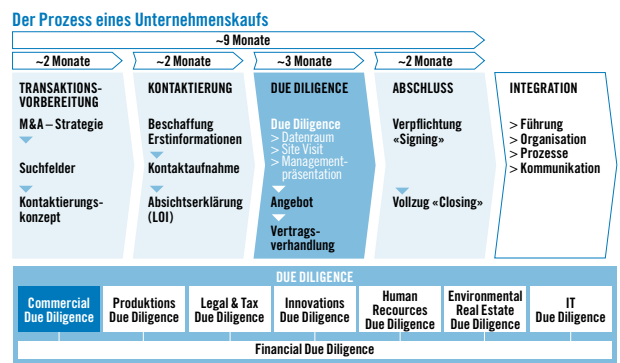 Der Prozess eines Unternehmenskaufs
~9 Monate
~2 Monate
~2 Monate
~3 Monate
~2 Monate
TRANSAKTIONS-
VORBEREITUNG
M&A – Strategie
Suchfelder
Kontaktierungs-
konzept
KONTAKTIERUNG
Beschaffung
Erstinformationen
Kontaktaufnahme
Absichtserklärung
(LOI)
DUE DILIGENCE
Due Diligence
> Datenraum
> Site Visit
> Management-
präsentation
Angebot
Vertrags-
verhandlung
ABSCHLUSS
Verpflichtung
«Signing»
Vollzug «Closing»
INTEGRATION
> Führung
> Organisation
> Prozesse
> Kommunikation
DUE DILIGENCE
Commercial
Due Diligence
Produktions
Due Diligence
Legal & Tax
Due Diligence
Innovations
Due Diligence
Human
Recources
Due Diligence
Environmental
Real Estate
Due Diligence
IT
Due Diligence
Financial Due Diligence